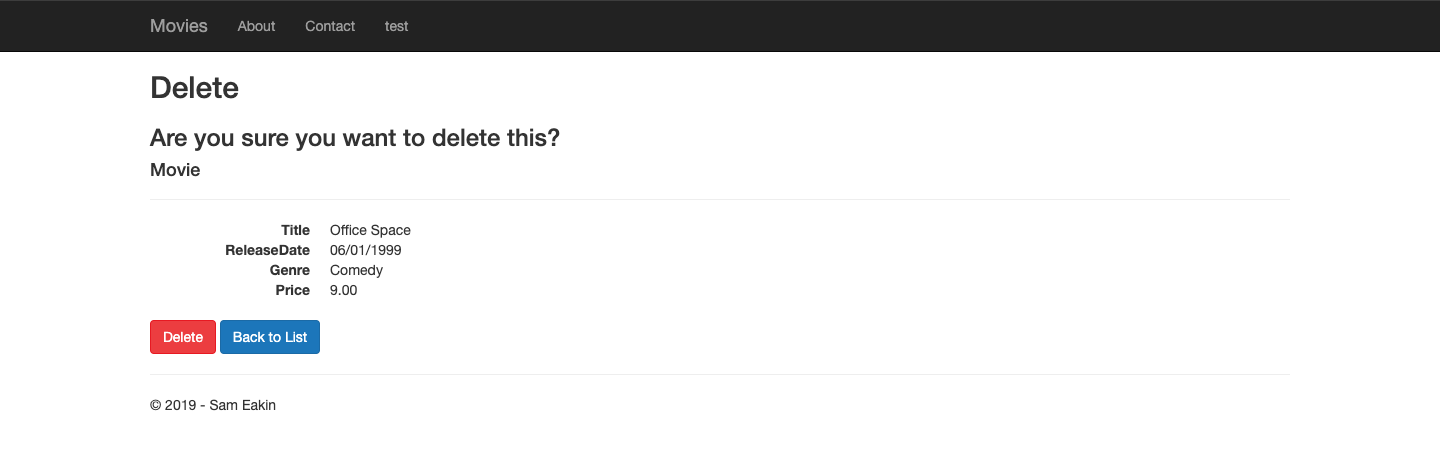 Movies About Contact test
Delete
Are you sure you want to delete this?
Movie
Title Office Space
ReleaseDate 06/01/1999
Genre Comedy
Price 9.00
Delete Back to List
© 2019 - Sam Eakin